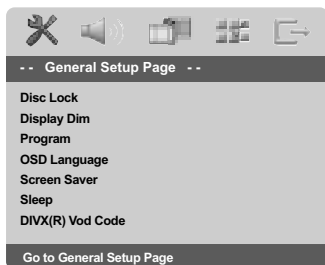 - - General Setup Page - -
Disc Lock
Display Dim
Program
OSD Language
Screen Saver
Sleep
DIVX(R) Vod Code
Go to General Setup Page